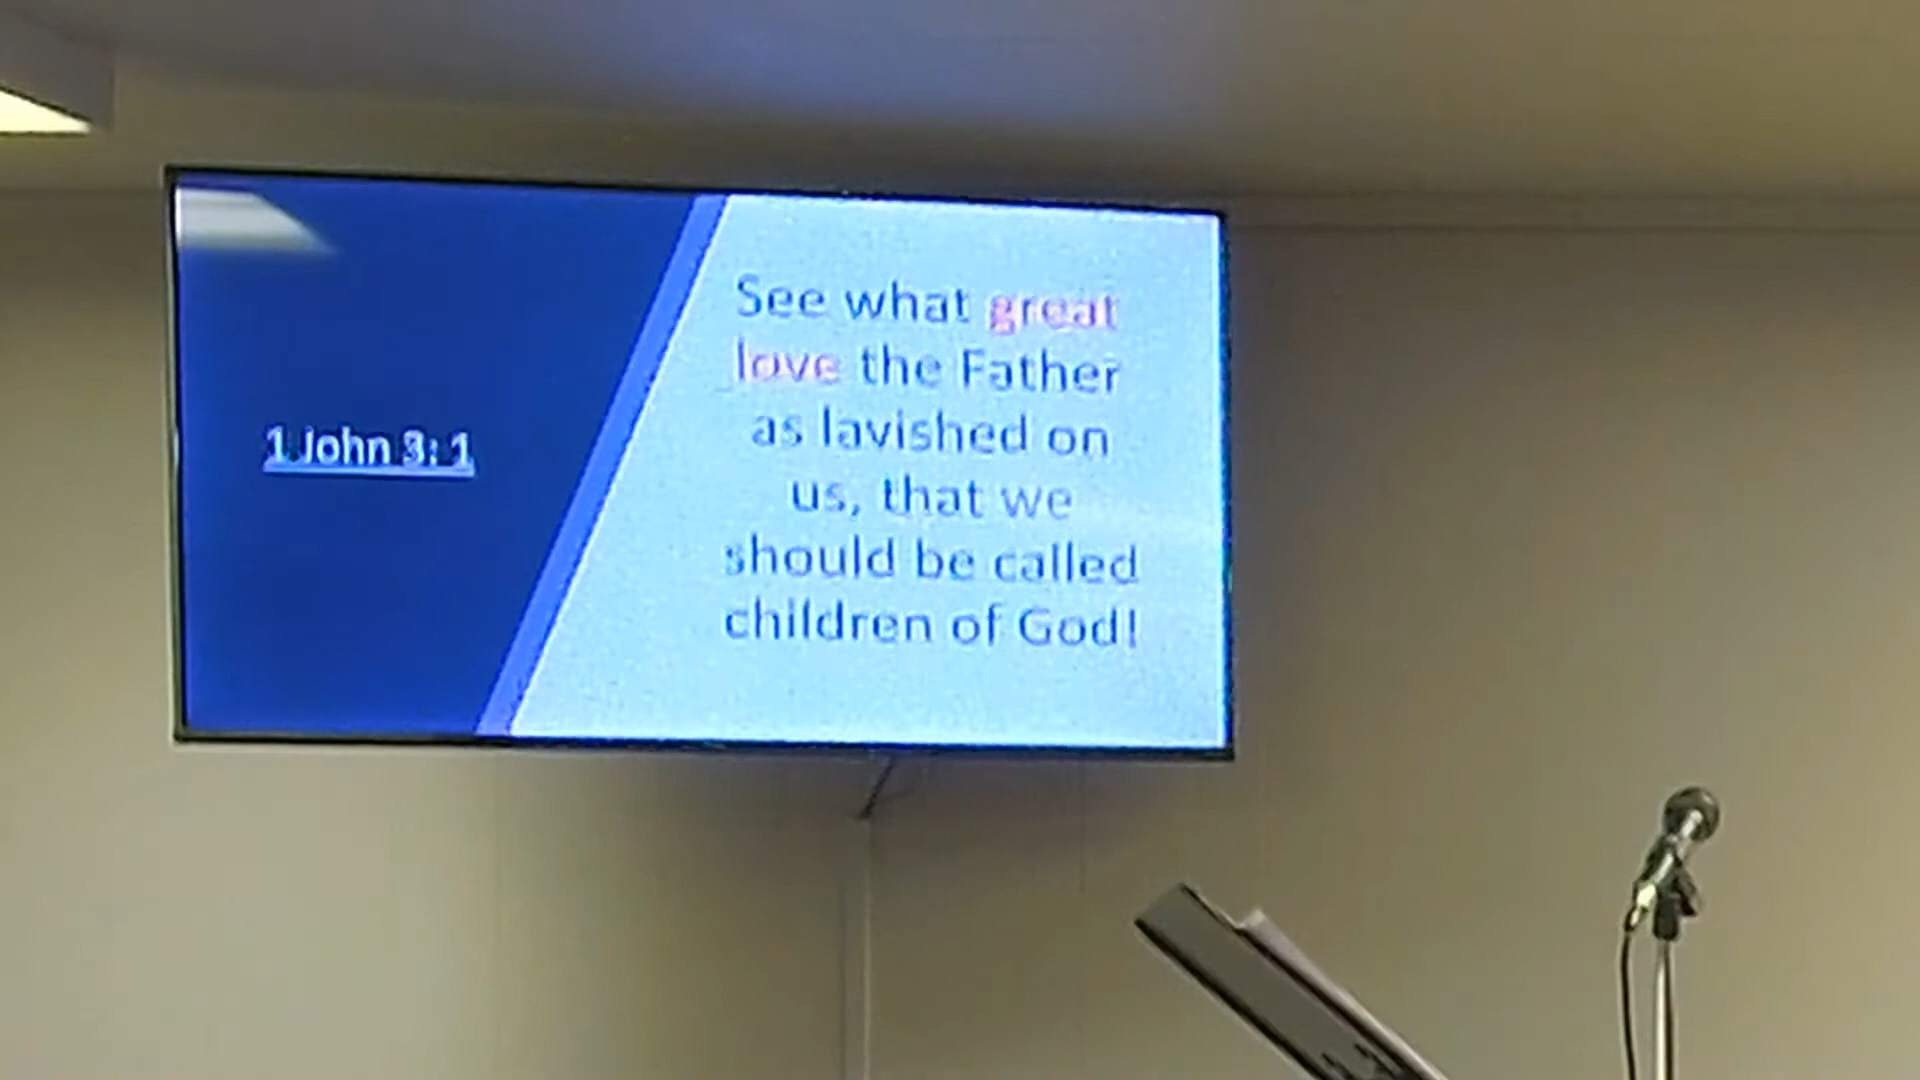 1 John 3: 1
See what great
love the Father
as lavished on
us, that we
should be called
children of God!